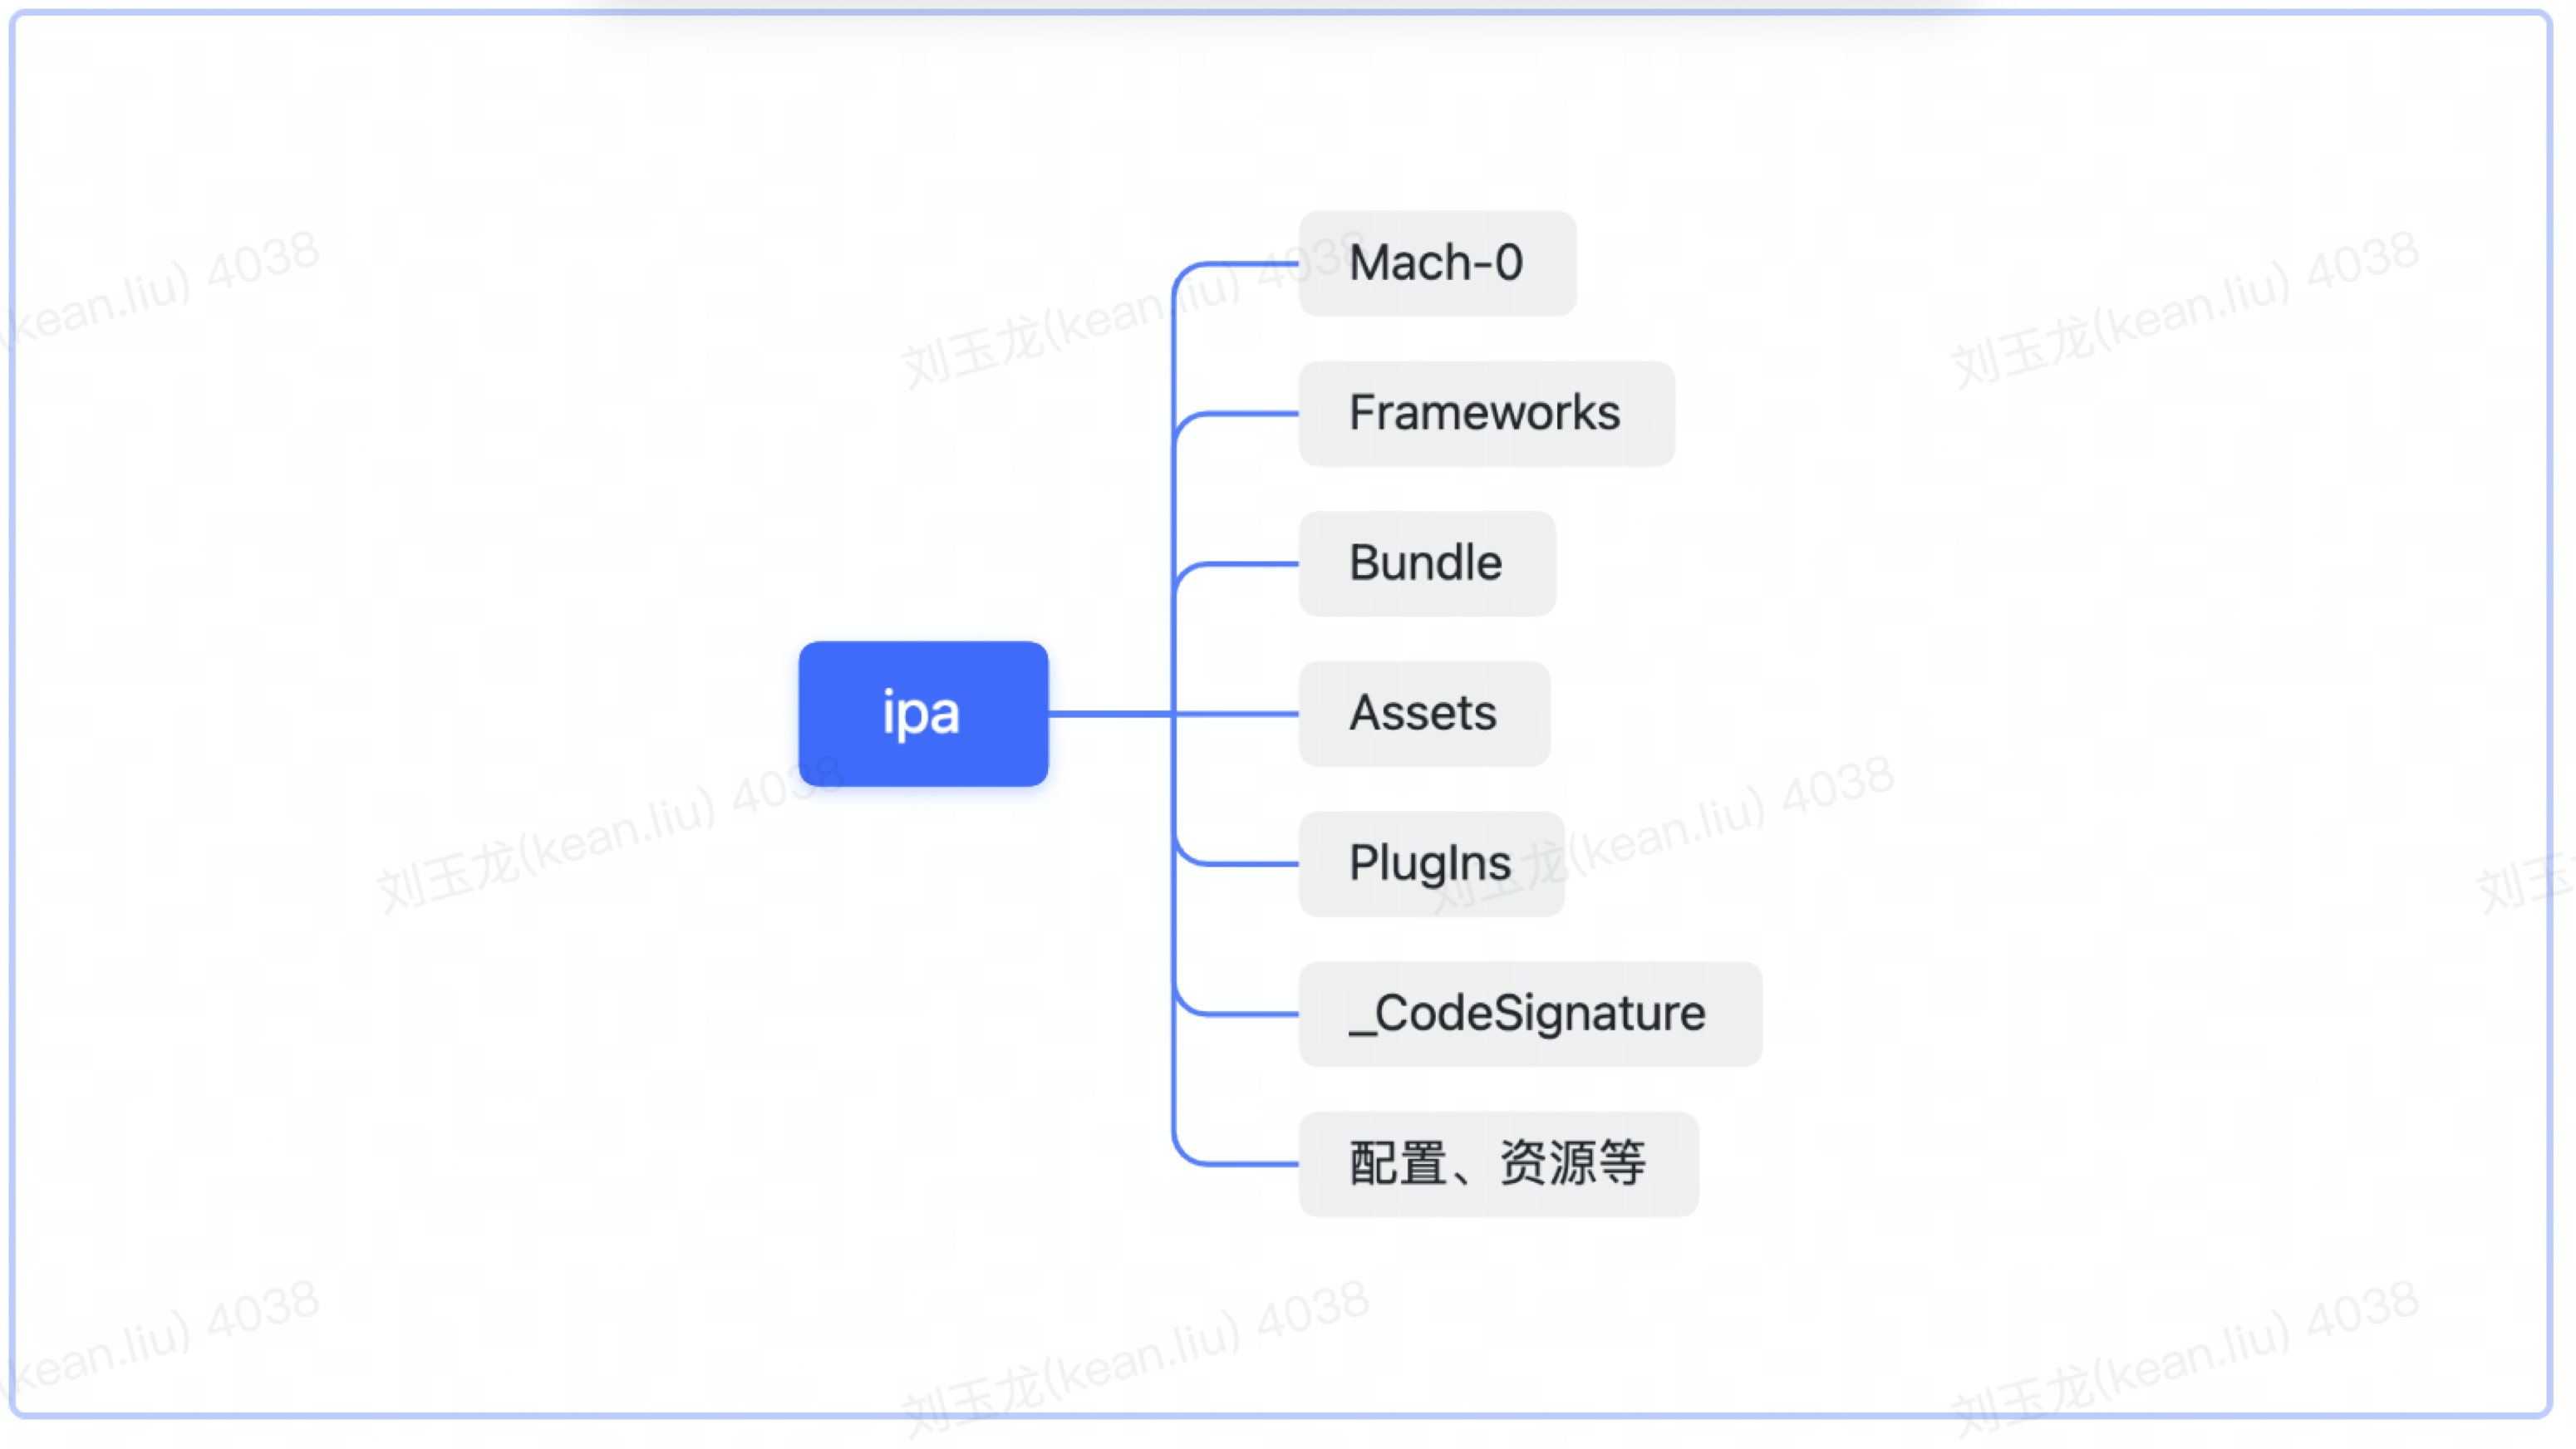 Mach-0
刘玉龙(kean.liu) 4038
(kean.liu) 4038
刘玉龙(kean.liu) 4038
Frameworks
Bundle
Assets
ipa
刘玉龙(kean.liu) 4038
PlugIns
刘玉龙(kean.liu) 4038
刘玉
_CodeSignature
配置、资源等
kean.liu) 4038
刘玉龙(kean.liu) 4038
刘玉龙(kean.liu) 4038